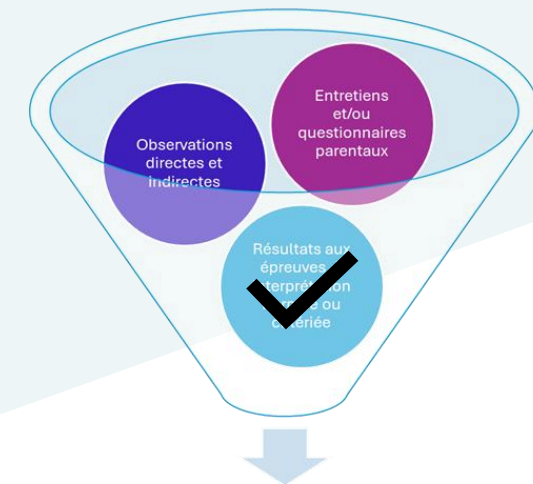 Entretiens
et/ou
questionnaires
parentaux
Observations
directes et
indirectes
Résultats aux
épreuves
ou